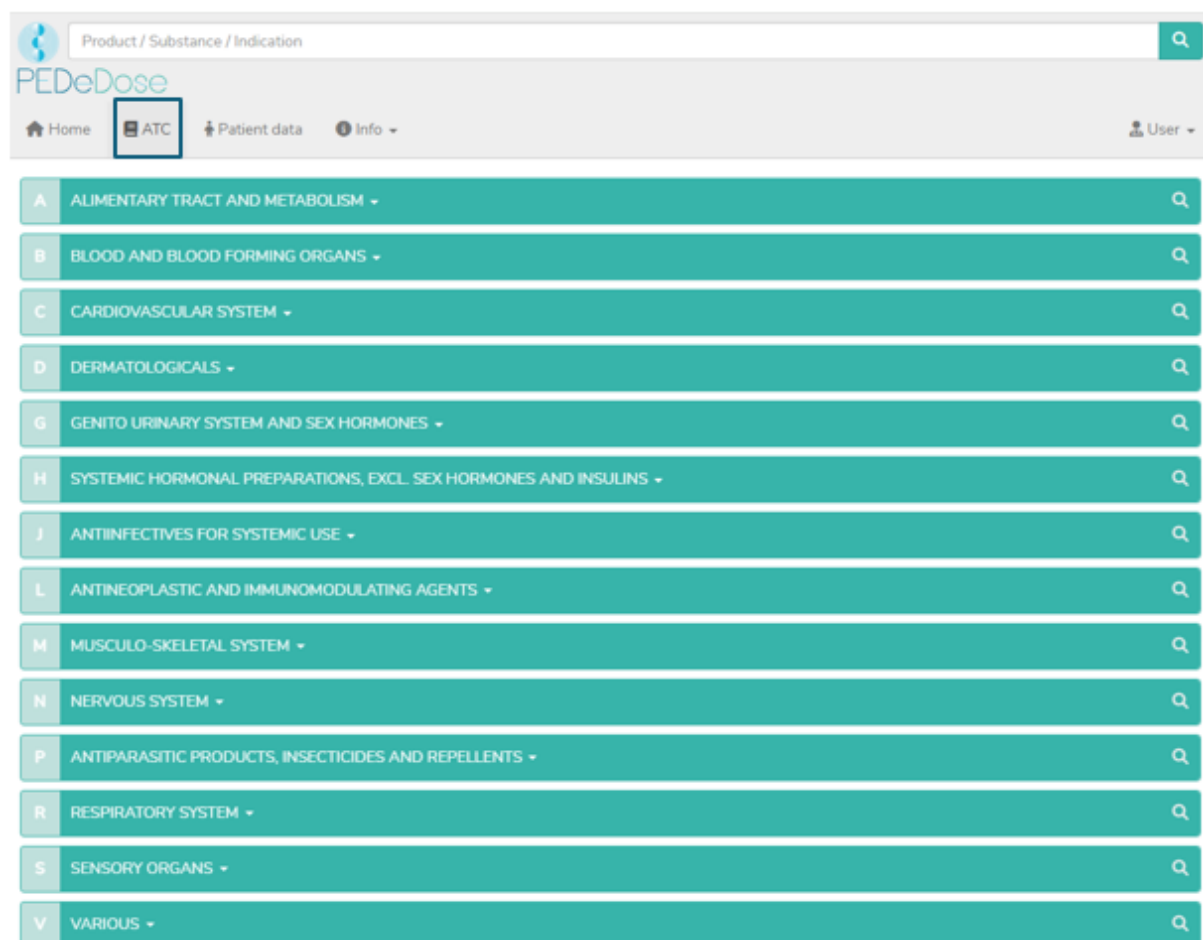 Product / Substance / Indication
PEDeDose
Home ATC Patient data Info User
A ALIMENTARY TRACT AND METABOLISM
B BLOOD AND BLOOD FORMING ORGANS
C CARDIOVASCULAR SYSTEM
D DERMATOLOGICALS
G GENITO URINARY SYSTEM AND SEX HORMONES
H SYSTEMIC HORMONAL PREPARATIONS, EXCL. SEX HORMONES AND INSULINS
J ANTIINFECTIVES FOR SYSTEMIC USE
L ANTINEOPLASTIC AND IMMUNOMODULATING AGENTS
M MUSCULO-SKELETAL SYSTEM
N NERVOUS SYSTEM
P ANTIPARASITIC PRODUCTS, INSECTICIDES AND REPELLENTS
R RESPIRATORY SYSTEM
S SENSORY ORGANS
V VARIOUS